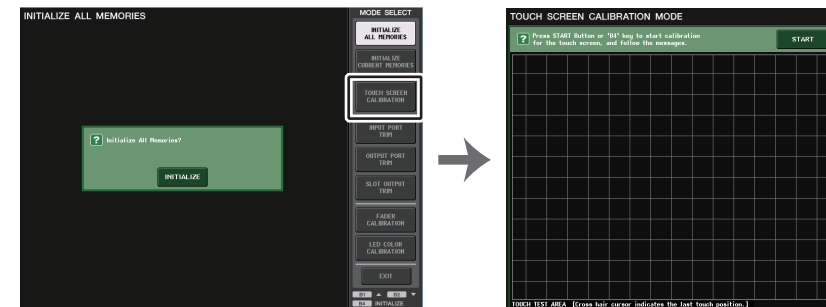 INITIALIZE ALL MEMORIES
? Initialize All Memories?
INITIALIZE
MODE SELECT
INITIALIZE
ALL MEMORIES
INITIALIZE
CURRENT MEMORIES
TOUCH SCREEN
CALIBRATION
INPUT PORT
TRIM
OUTPUT PORT
TRIM
SLOT OUTPUT
TRIM
FADER
CALIBRATION
LED COLOR
CALIBRATION
EXIT
B1 ▲ B2 ▼
B4 INITIALIZE
TOUCH SCREEN CALIBRATION MODE
? Press START Button or 'B4' key to start calibration
for the touch screen, and follow the messages.
START
TOUCH TEST AREA [Cross hair cursor indicates the last touch position.]